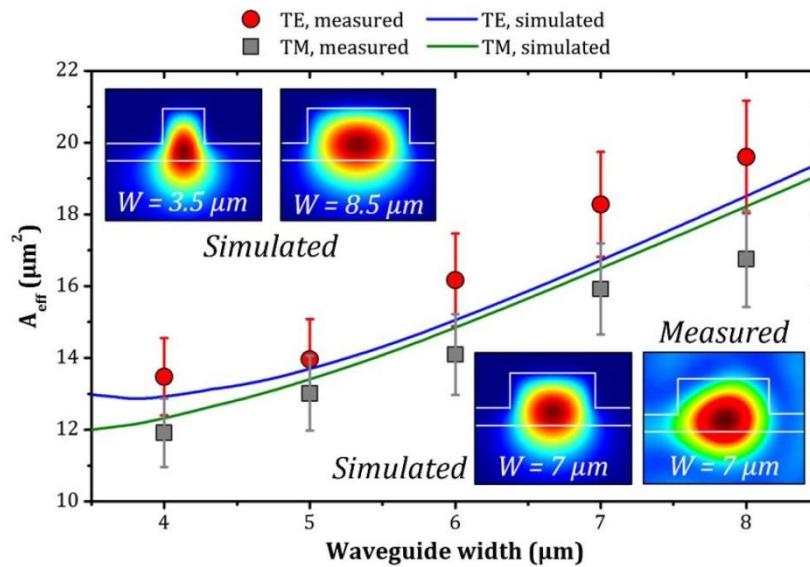 TE, measured TE, simulated
TM, measured TM, simulated
22
20
18
16
14
12
10
A_eff (μm²)
W = 3.5 μm W = 8.5 μm
Simulated
Measured
Simulated W = 7 μm W = 7 μm
4 5 6 7 8
Waveguide width (μm)